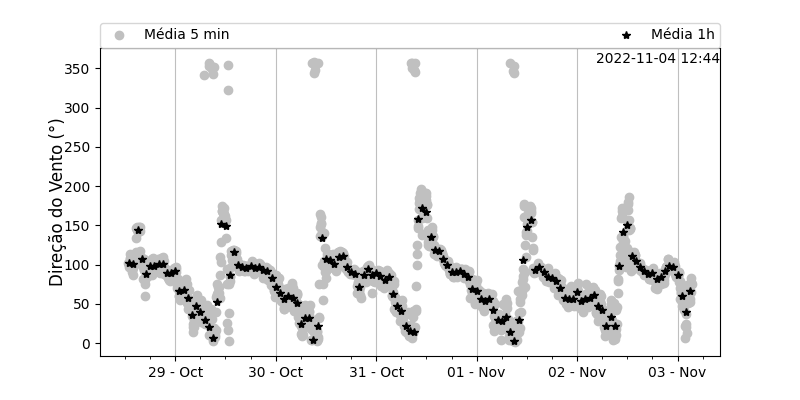 Média 5 min
Média 1h
2022-11-04 12:44
Direção do Vento (°)
350
300
250
200
150
100
50
0
29 - Oct
30 - Oct
31 - Oct
01 - Nov
02 - Nov
03 - Nov